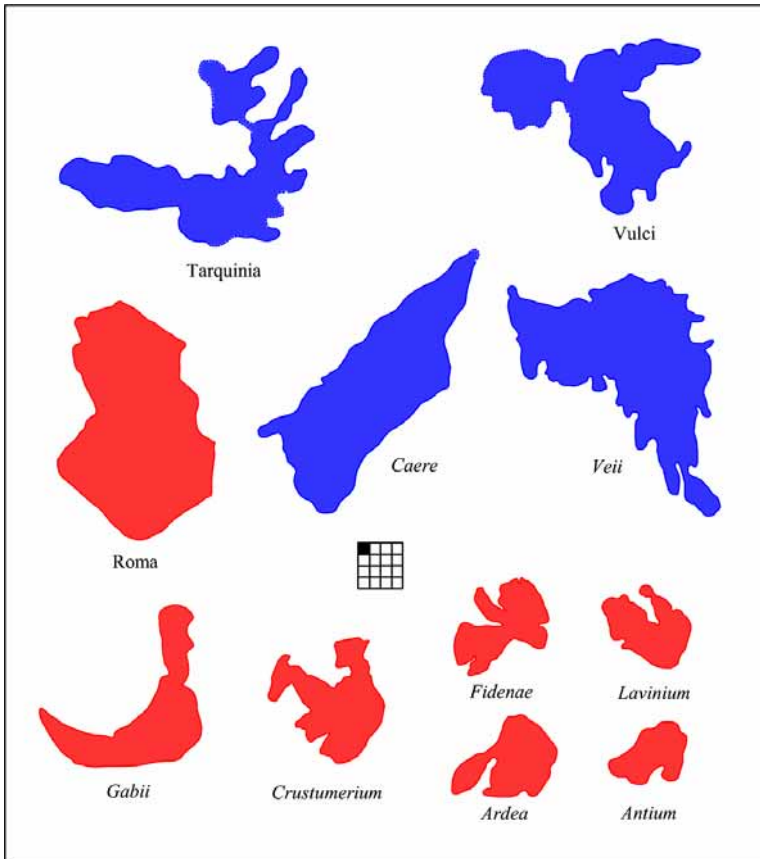 Tarquinia
Vulci
Caere
Veii
Roma
Fidenae
Lavinium
Gabii
Crustumerium
Ardea
Antium